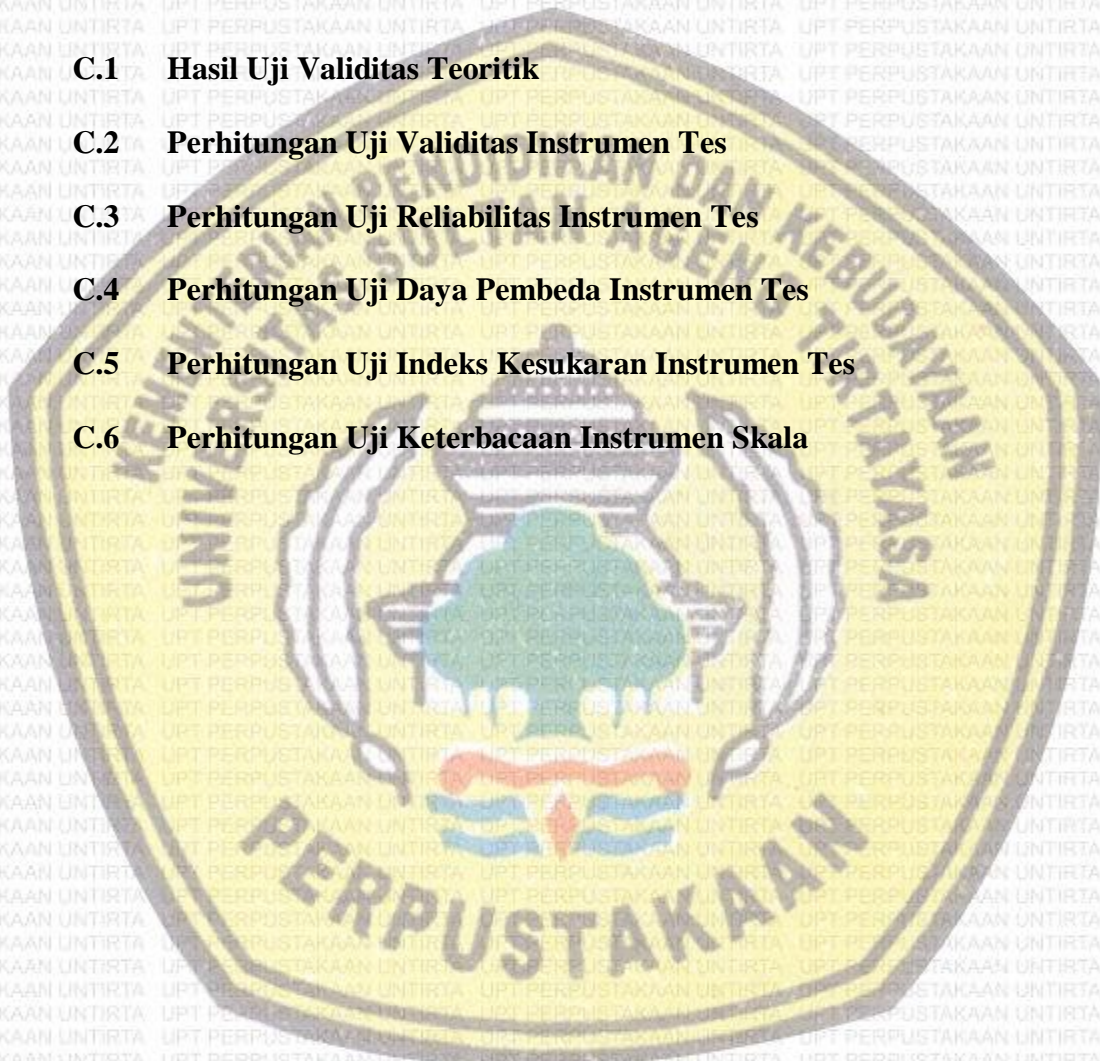 C.1 Hasil Uji Validitas Teoritik
C.2 Perhitungan Uji Validitas Instrumen Tes
C.3 Perhitungan Uji Reliabilitas Instrumen Tes
C.4 Perhitungan Uji Daya Pembeda Instrumen Tes
C.5 Perhitungan Uji Indeks Kesukaran Instrumen Tes
C.6 Perhitungan Uji Keterbacaan Instrumen Skala
KEMENTERIAN PENDIDIKAN DAN KEBUDAYAAN
UNIVERSITAS SULTAN AGENG TIRTAYASA
PERPUSTAKAAN